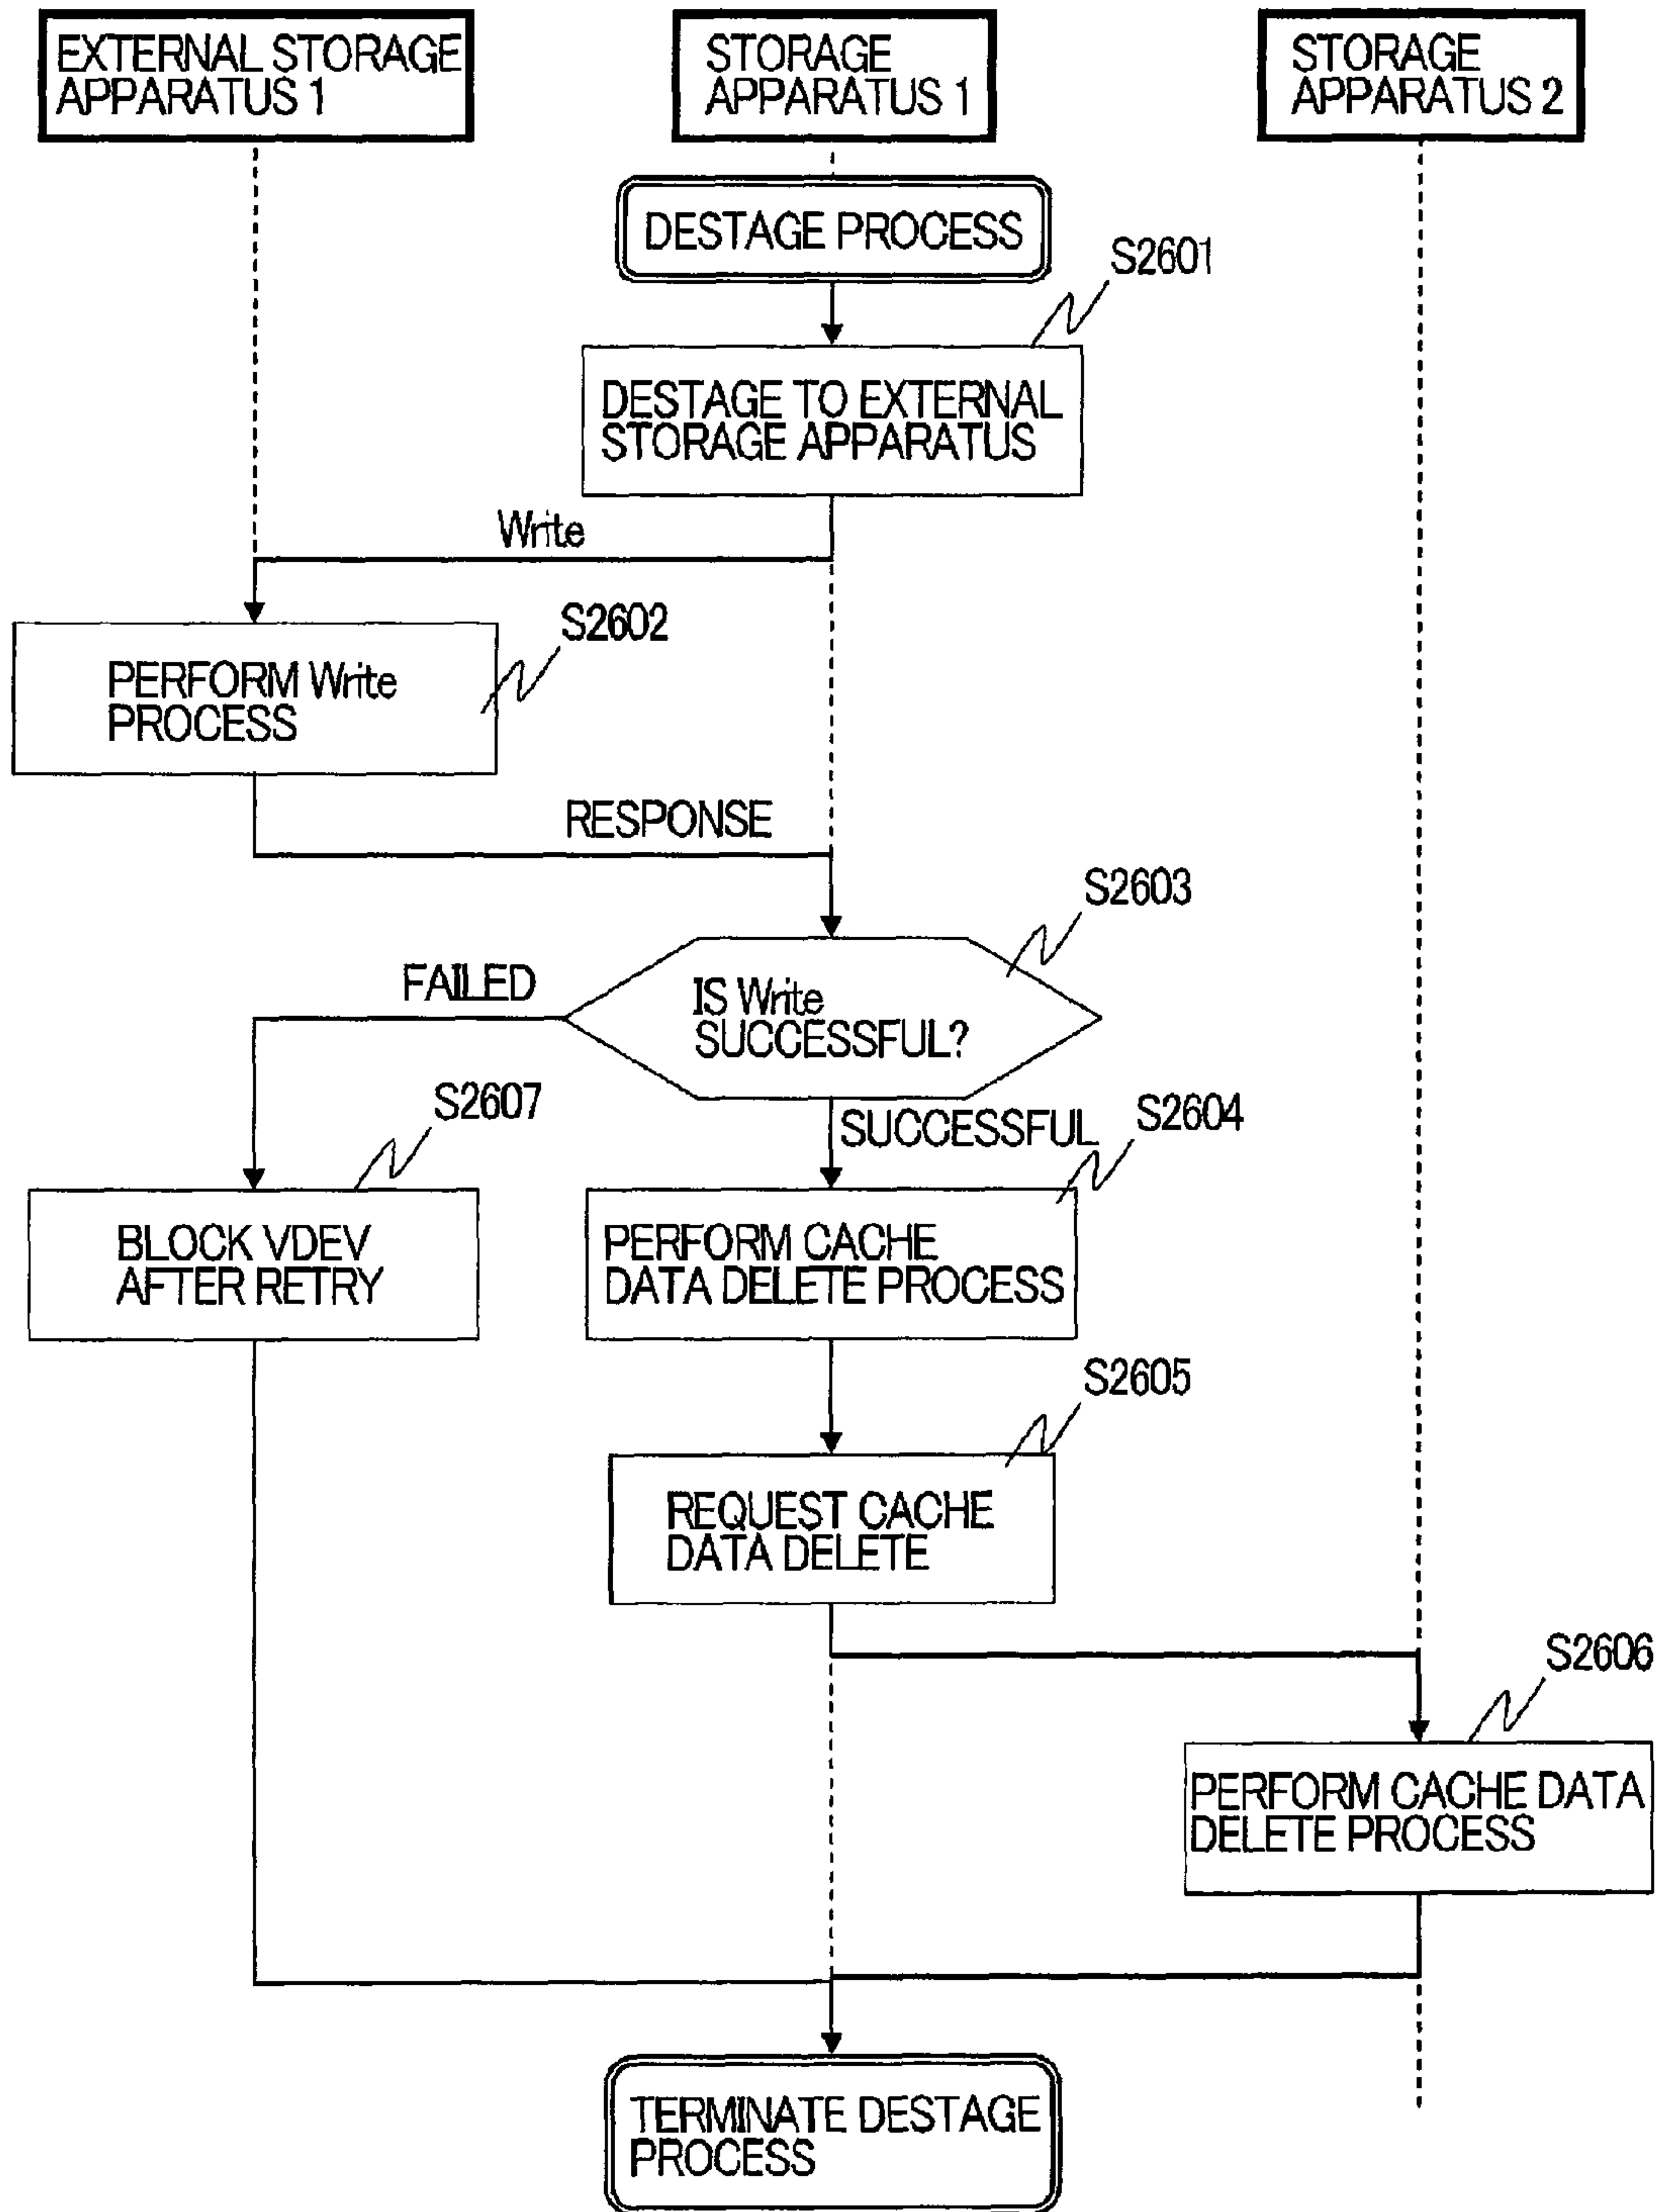 EXTERNAL STORAGE
APPARATUS 1
STORAGE
APPARATUS 1
STORAGE
APPARATUS 2
DESTAGE PROCESS
S2601
DESTAGE TO EXTERNAL
STORAGE APPARATUS
Write
S2602
PERFORM Write
PROCESS
RESPONSE
S2603
FAILED
IS Write
SUCCESSFUL?
S2607
SUCCESSFUL
S2604
BLOCK VDEV
AFTER RETRY
PERFORM CACHE
DATA DELETE PROCESS
S2605
REQUEST CACHE
DATA DELETE
S2606
PERFORM CACHE DATA
DELETE PROCESS
TERMINATE DESTAGE
PROCESS